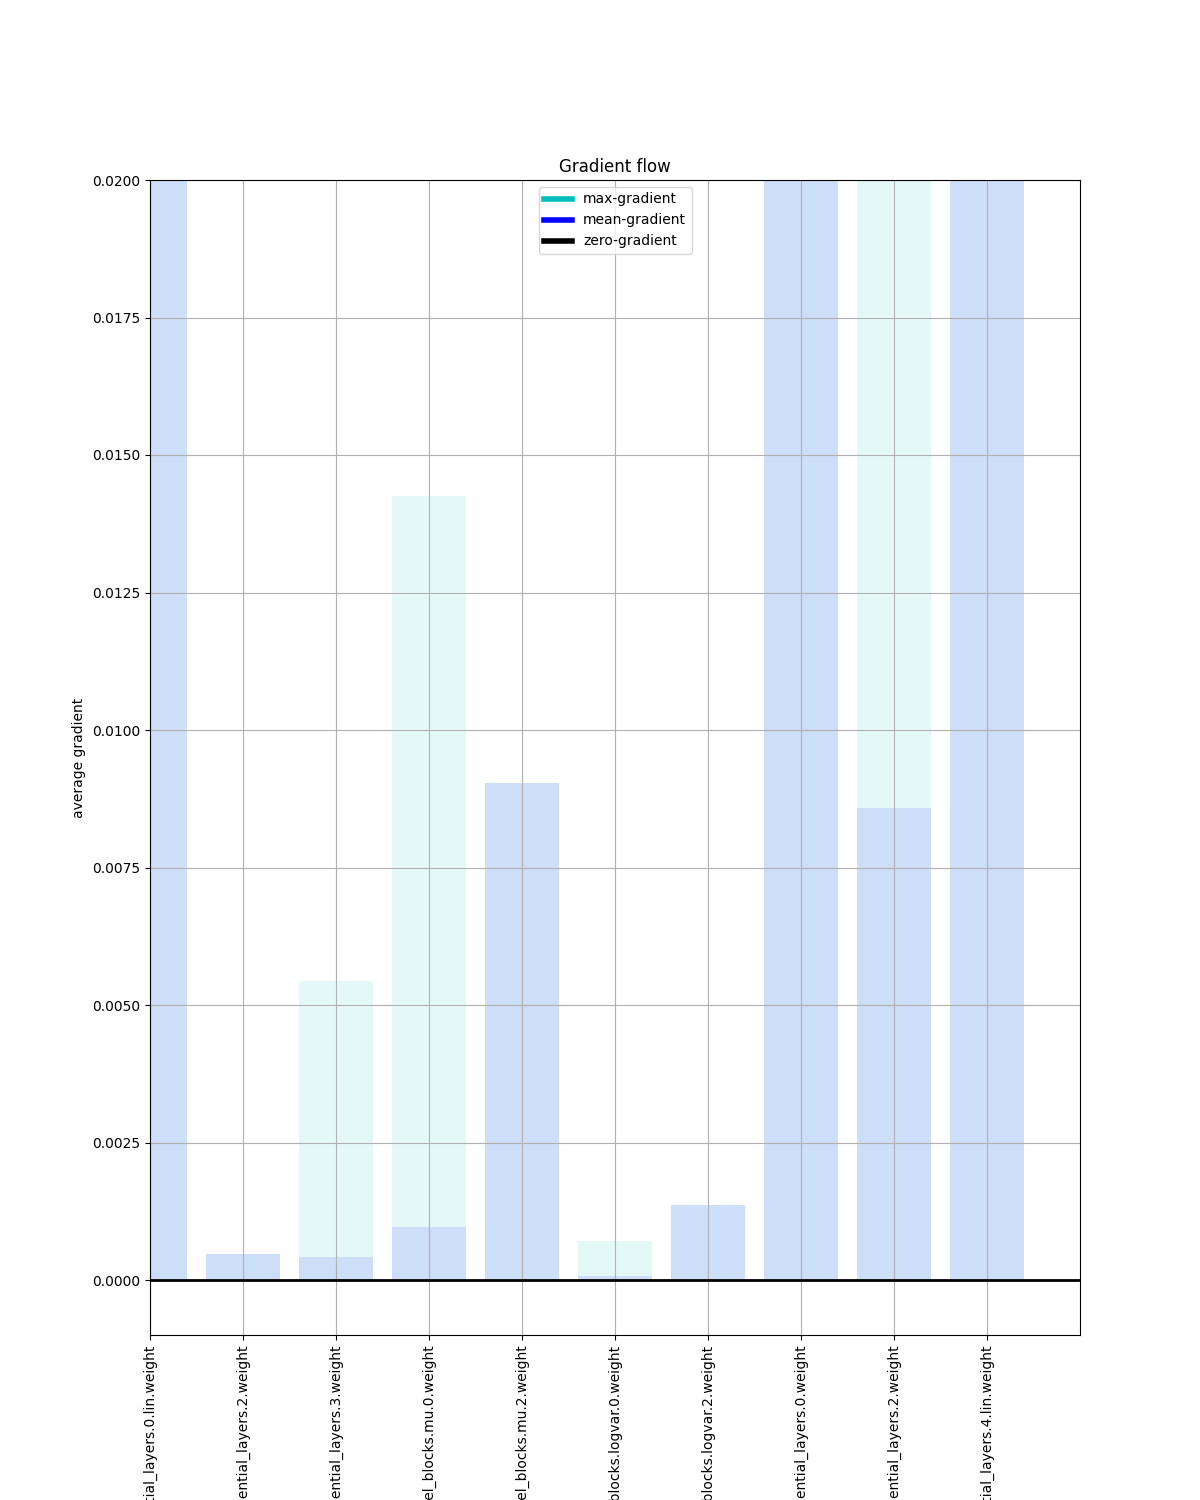 Gradient flow
max-gradient
mean-gradient
zero-gradient
0.0200
0.0175
0.0150
0.0125
0.0100
0.0075
0.0050
0.0025
0.0000
average gradient
tial_layers.0.lin.weight
ential_layers.2.weight
ential_layers.3.weight
el_blocks.mu.0.weight
el_blocks.mu.2.weight
blocks.logvar.0.weight
blocks.logvar.2.weight
ential_layers.0.weight
ential_layers.2.weight
tial_layers.4.lin.weight